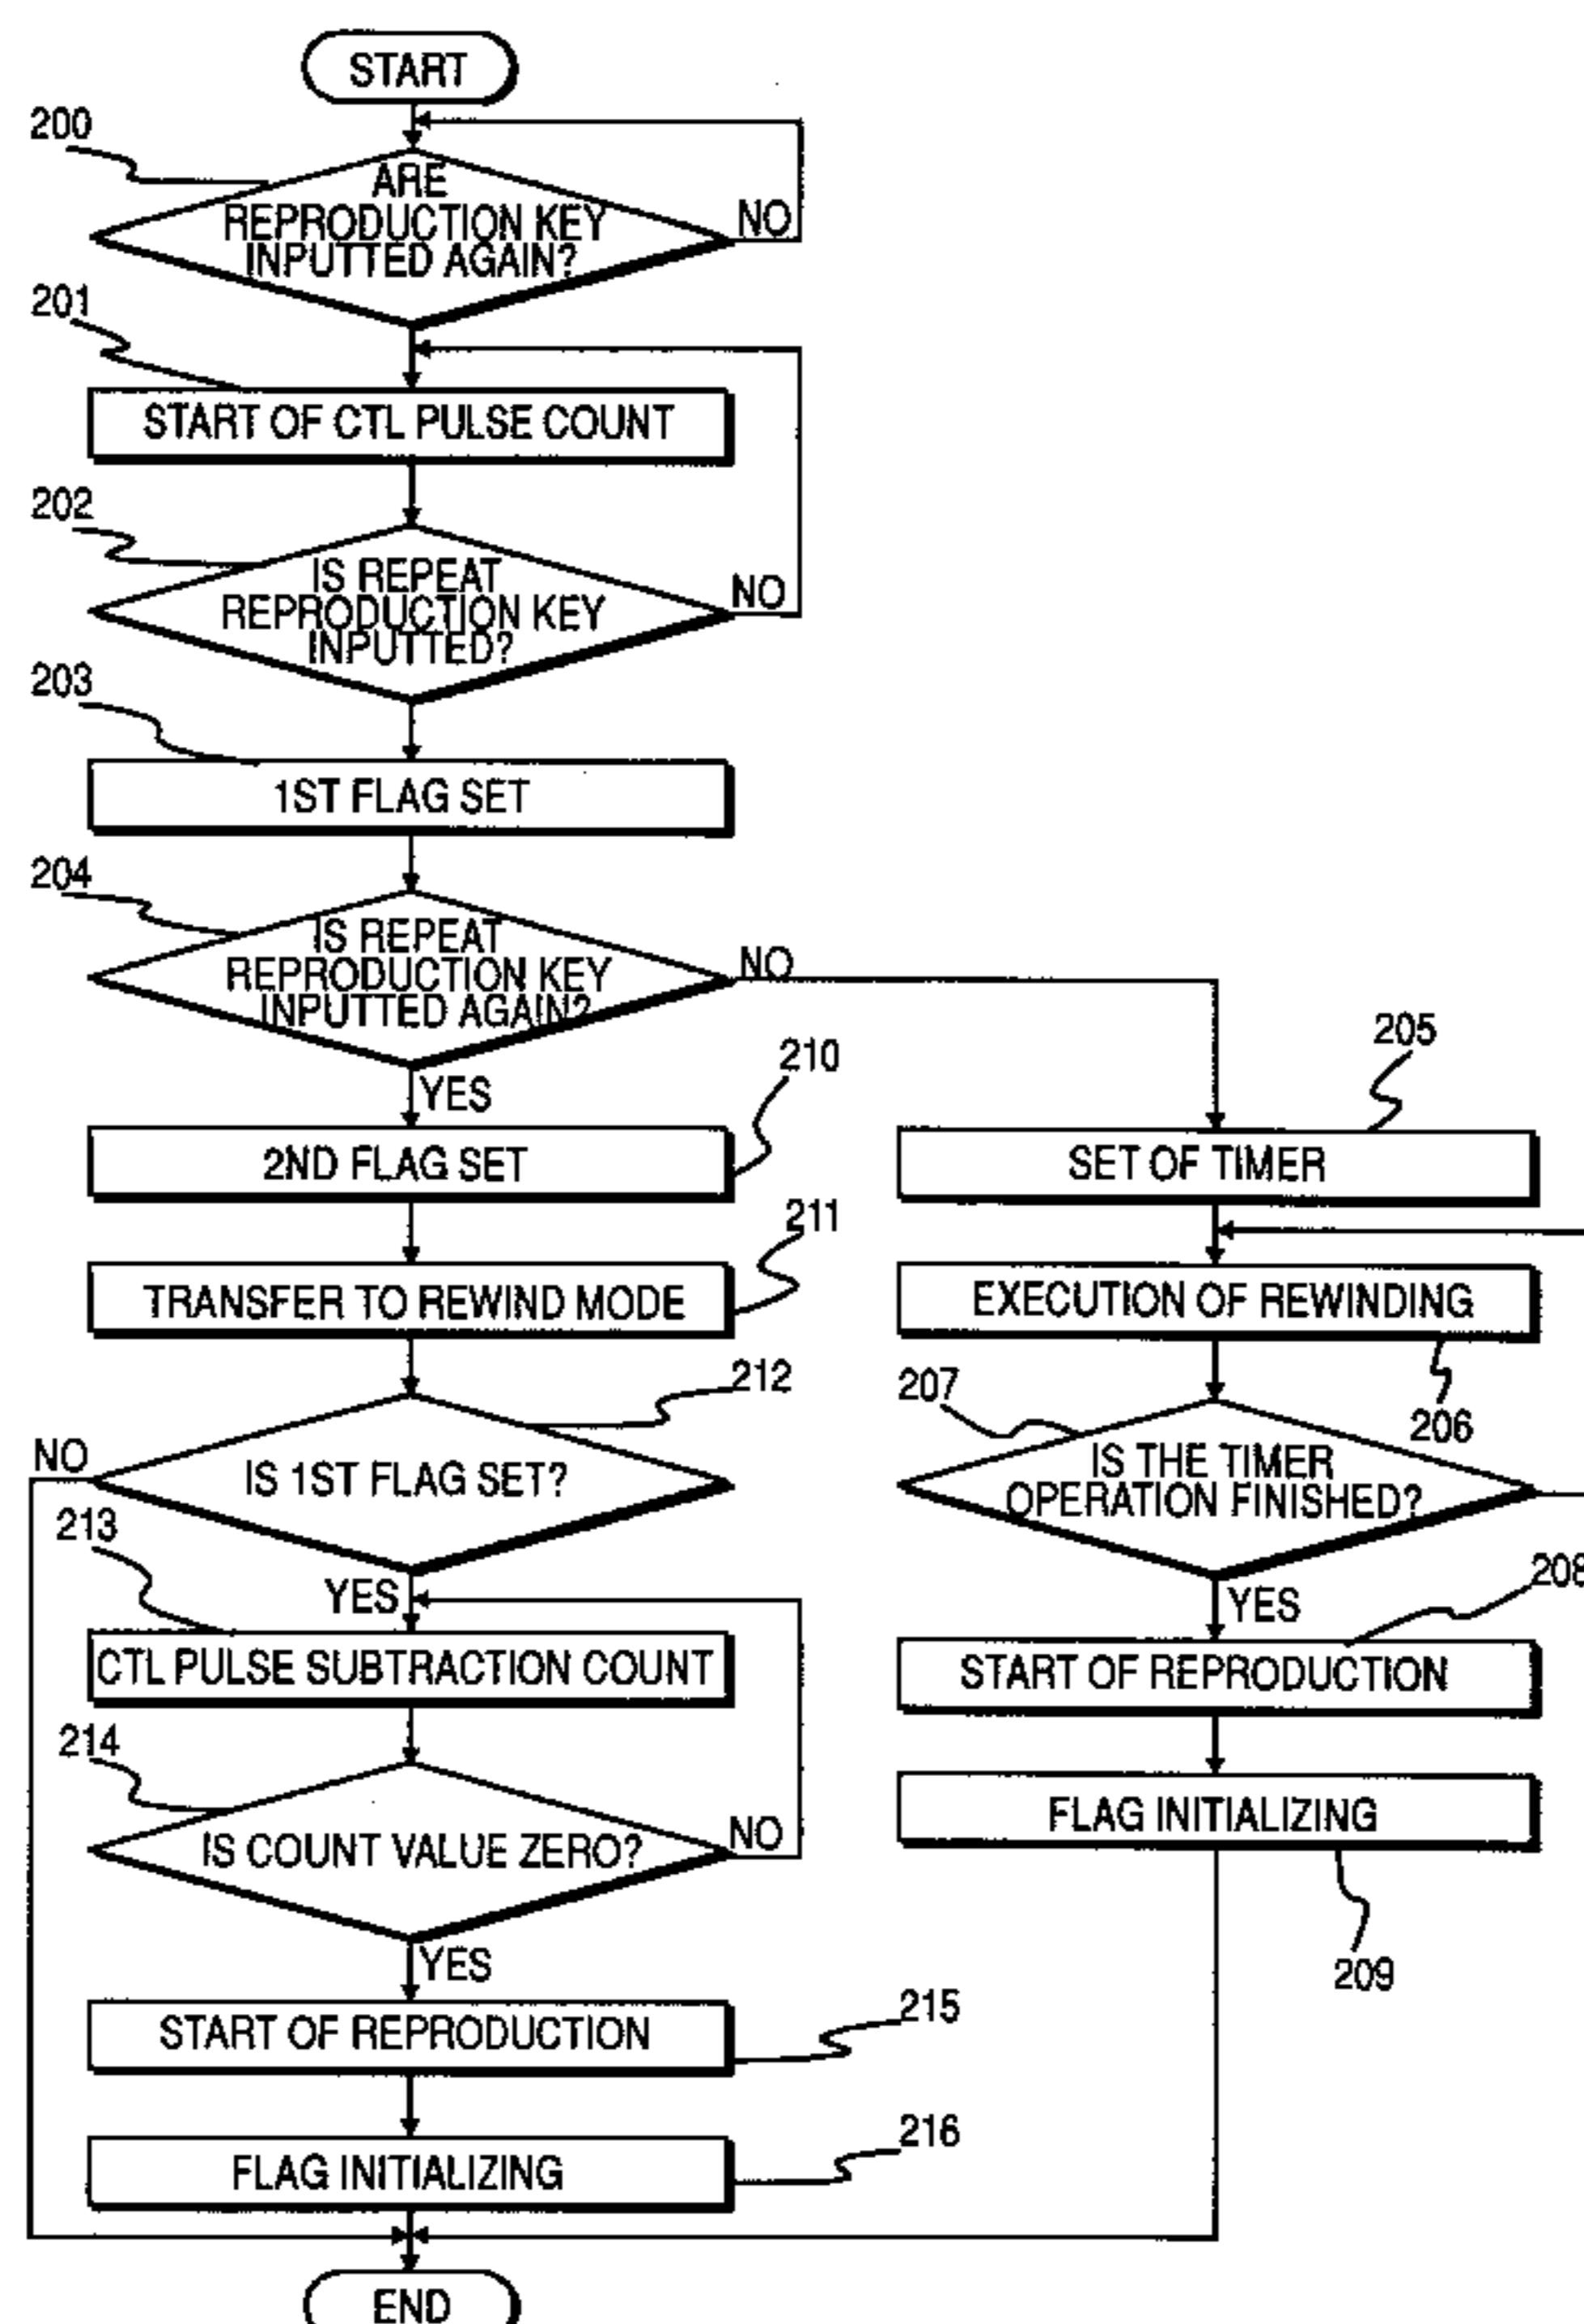 START
200
ARE
REPRODUCTION KEY
INPUTTED AGAIN?
NO
201
START OF CTL PULSE COUNT
202
IS REPEAT
REPRODUCTION KEY
INPUTTED?
NO
203
1ST FLAG SET
204
IS REPEAT
REPRODUCTION KEY
INPUTTED AGAIN?
NO
YES
210
2ND FLAG SET
211
TRANSFER TO REWIND MODE
212
IS 1ST FLAG SET?
NO
YES
213
CTL PULSE SUBTRACTION COUNT
214
IS COUNT VALUE ZERO?
NO
YES
START OF REPRODUCTION
215
FLAG INITIALIZING
216
END
205
SET OF TIMER
EXECUTION OF REWINDING
206
207
IS THE TIMER
OPERATION FINISHED?
YES
208
START OF REPRODUCTION
FLAG INITIALIZING
209